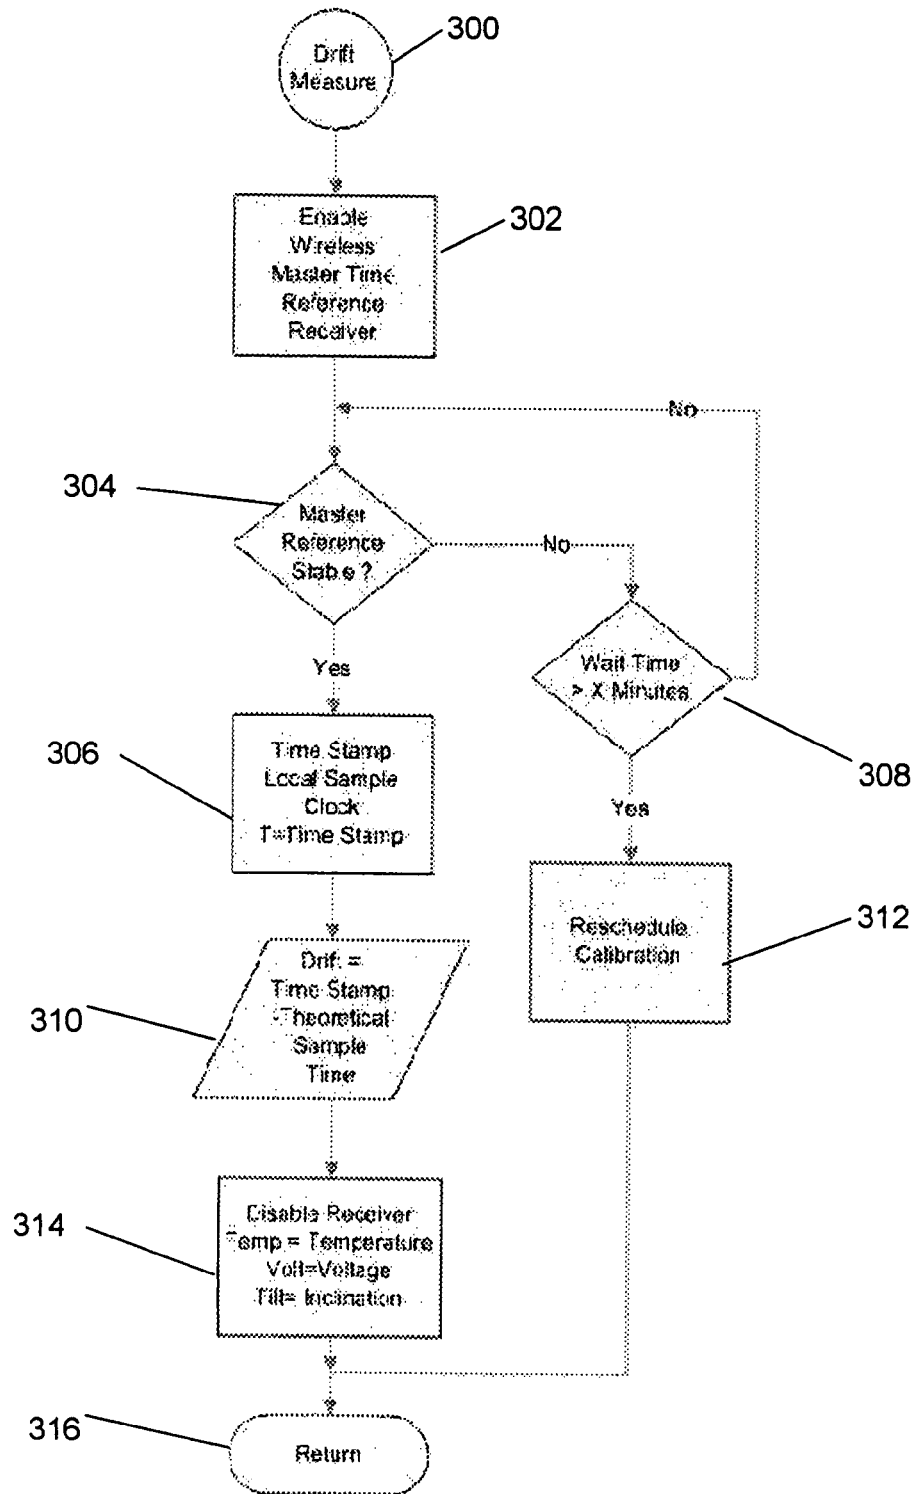 300
Drift
Measure
302
Enable
Wireless
Master Time
Reference
Receiver
No
304
Master
Reference
Stable ?
No
Yes
Wait Time
> X Minutes
308
306
Time Stamp
Local Sample
Clock
T=Time Stamp
Yes
312
Reschedule
Calibration
310
Drift =
Time Stamp
-Theoretical
Sample
Time
314
Disable Receiver
Temp = Temperature
Volt=Voltage
Tilt= Inclination
316
Return